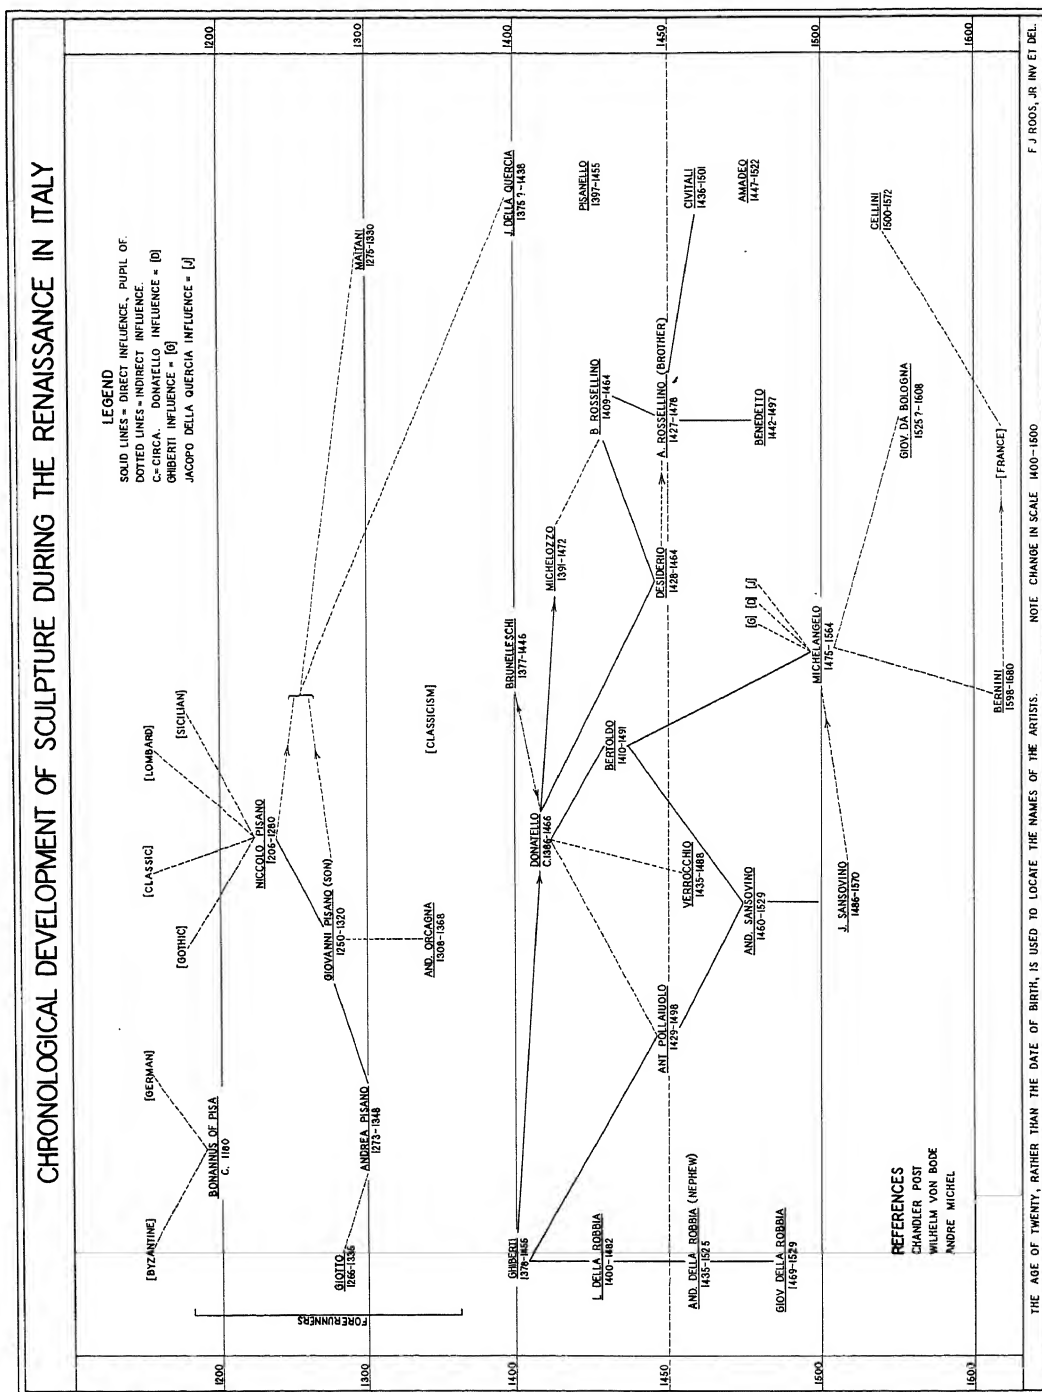 CHRONOLOGICAL DEVELOPMENT OF SCULPTURE DURING THE RENAISSANCE IN ITALY
LEGEND
SOLID LINES = DIRECT INFLUENCE, PUPIL OF.
DOTTED LINES = INDIRECT INFLUENCE.
C.= CIRCA. DONATELLO INFLUENCE = [D]
GHIBERTI INFLUENCE = [G]
JACOPO DELLA QUERCIA INFLUENCE = [J]
[BYZANTINE]
[GERMAN]
[GOTHIC]
[CLASSIC]
[LOMBARD]
[SICILIAN]
1200
1200
BONANNUS OF PISA
C. 1180
NICCOLO PISANO
1206-1280
FORERUNNERS
1300
1300
GIOTTO
1266-1336
ANDREA PISANO
1273-1348
GIOVANNI PISANO (SON)
1250-1320
MAITANI
1275-1330
AND. ORCAGNA
1308-1368
[CLASSICISM]
1400
1400
GHIBERTI
1378-1455
DONATELLO
C.1386-1466
BRUNELLESCHI
1377-1446
J. DELLA QUERCIA
1375?-1438
MICHELOZZO
1391-1472
PISANELLO
1397-1455
L. DELLA ROBBIA
1400-1482
BERTOLDO
1410-1491
B. ROSSELLINO
1409-1464
1450
1450
ANT. POLLAIUOLO
1429-1498
DESIDERIO
1428-1464
A. ROSSELLINO (BROTHER)
1427-1478
AND. DELLA ROBBIA (NEPHEW)
1435-1525
VERROCCHIO
1435-1488
CIVITALI
1436-1501
AND. SANSOVINO
1460-1529
BENEDETTO
1442-1497
AMADEO
1447-1522
GIOV. DELLA ROBBIA
1469-1529
[G] [D] [J]
1500
1500
MICHELANGELO
1475-1564
J. SANSOVINO
1486-1570
CELLINI
1500-1572
GIOV. DA BOLOGNA
1525?-1608
REFERENCES
CHANDLER POST
WILHELM VON BODE
ANDRE MICHEL
1600
1600
BERNINI
1598-1680
[FRANCE]
THE AGE OF TWENTY, RATHER THAN THE DATE OF BIRTH, IS USED TO LOCATE THE NAMES OF THE ARTISTS. NOTE CHANGE IN SCALE 1400-1500
F J ROOS, JR INV ET DEL.